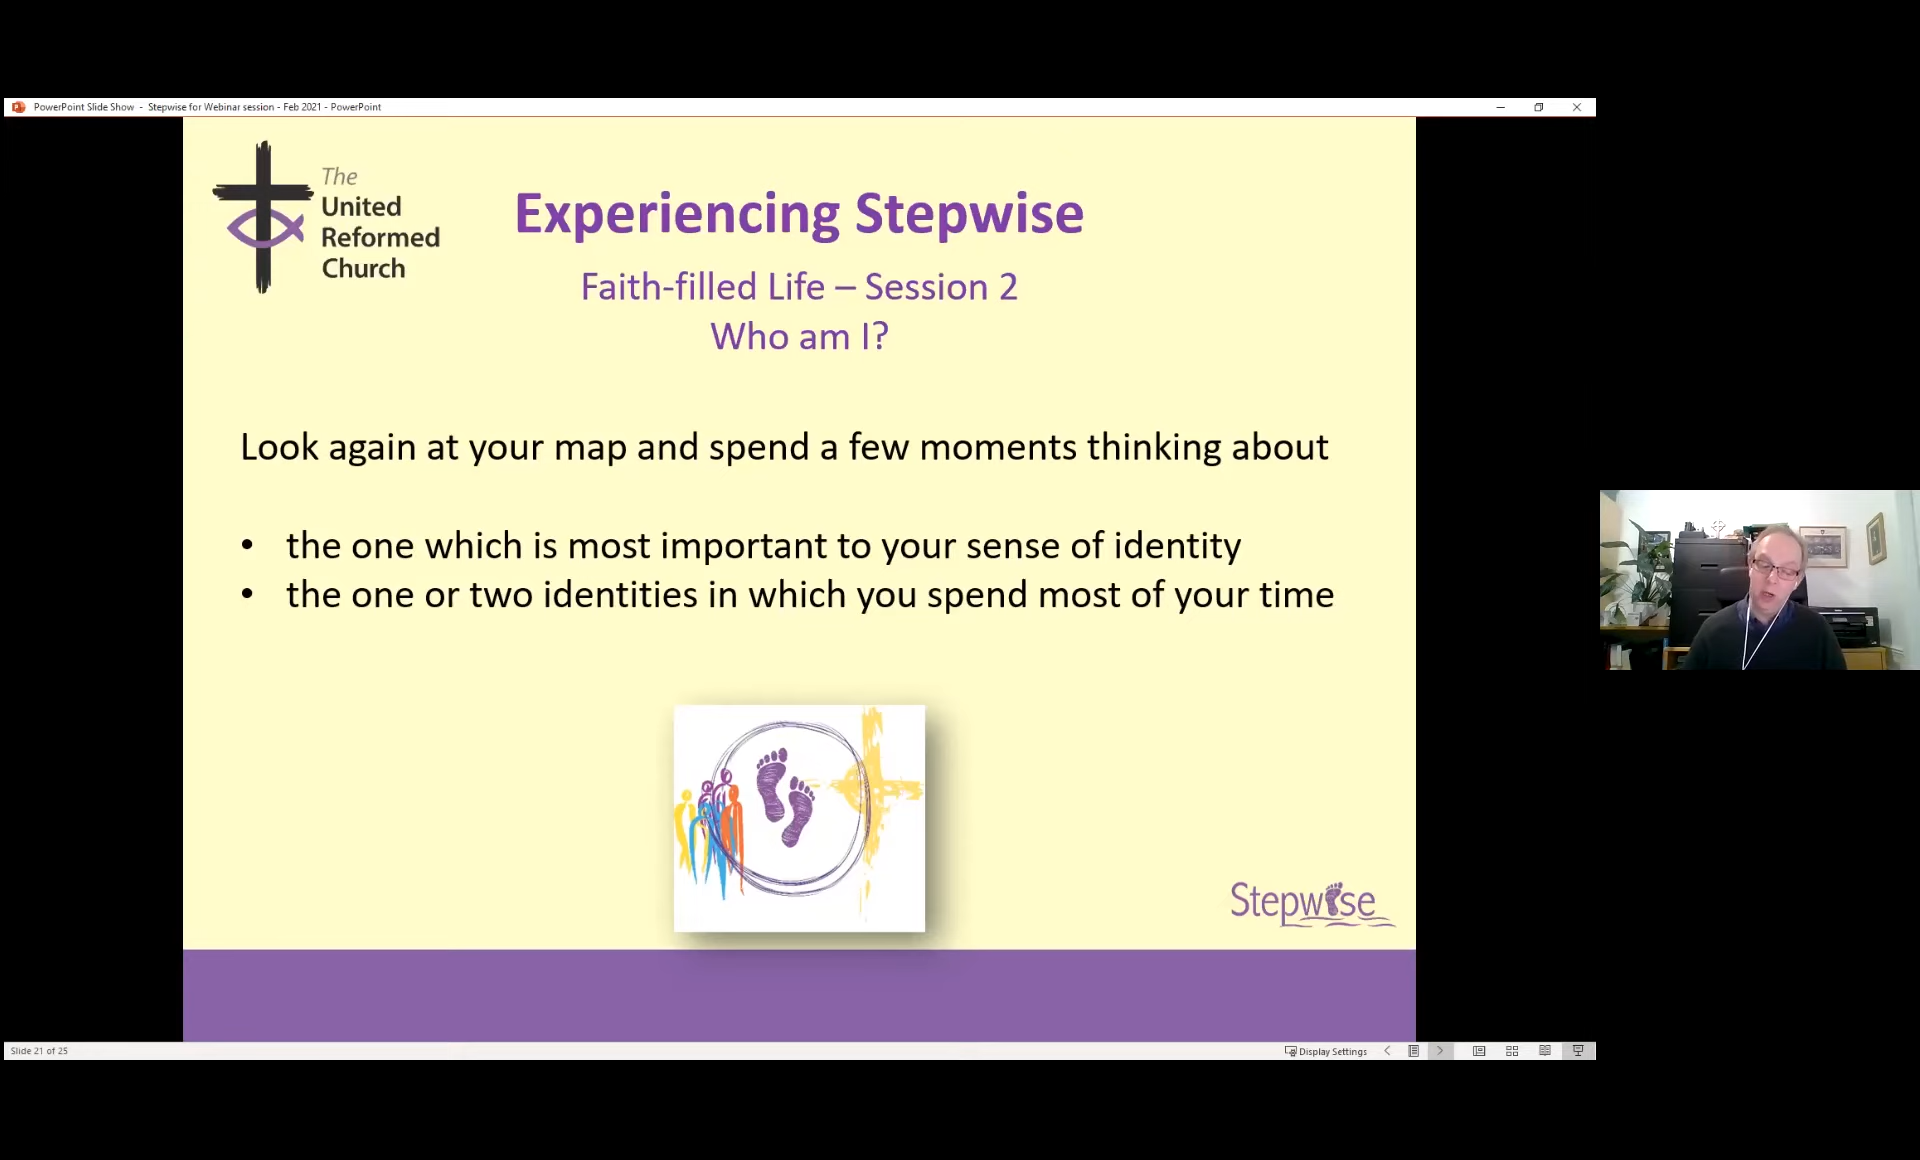 PowerPoint Slide Show - Stepwise for Webinar session - Feb 2021 - PowerPoint
The
United
Reformed
Church
Experiencing Stepwise
Faith-filled Life – Session 2
Who am I?
Look again at your map and spend a few moments thinking about
• the one which is most important to your sense of identity
• the one or two identities in which you spend most of your time
Stepwise
Slide 21 of 25
Display Settings